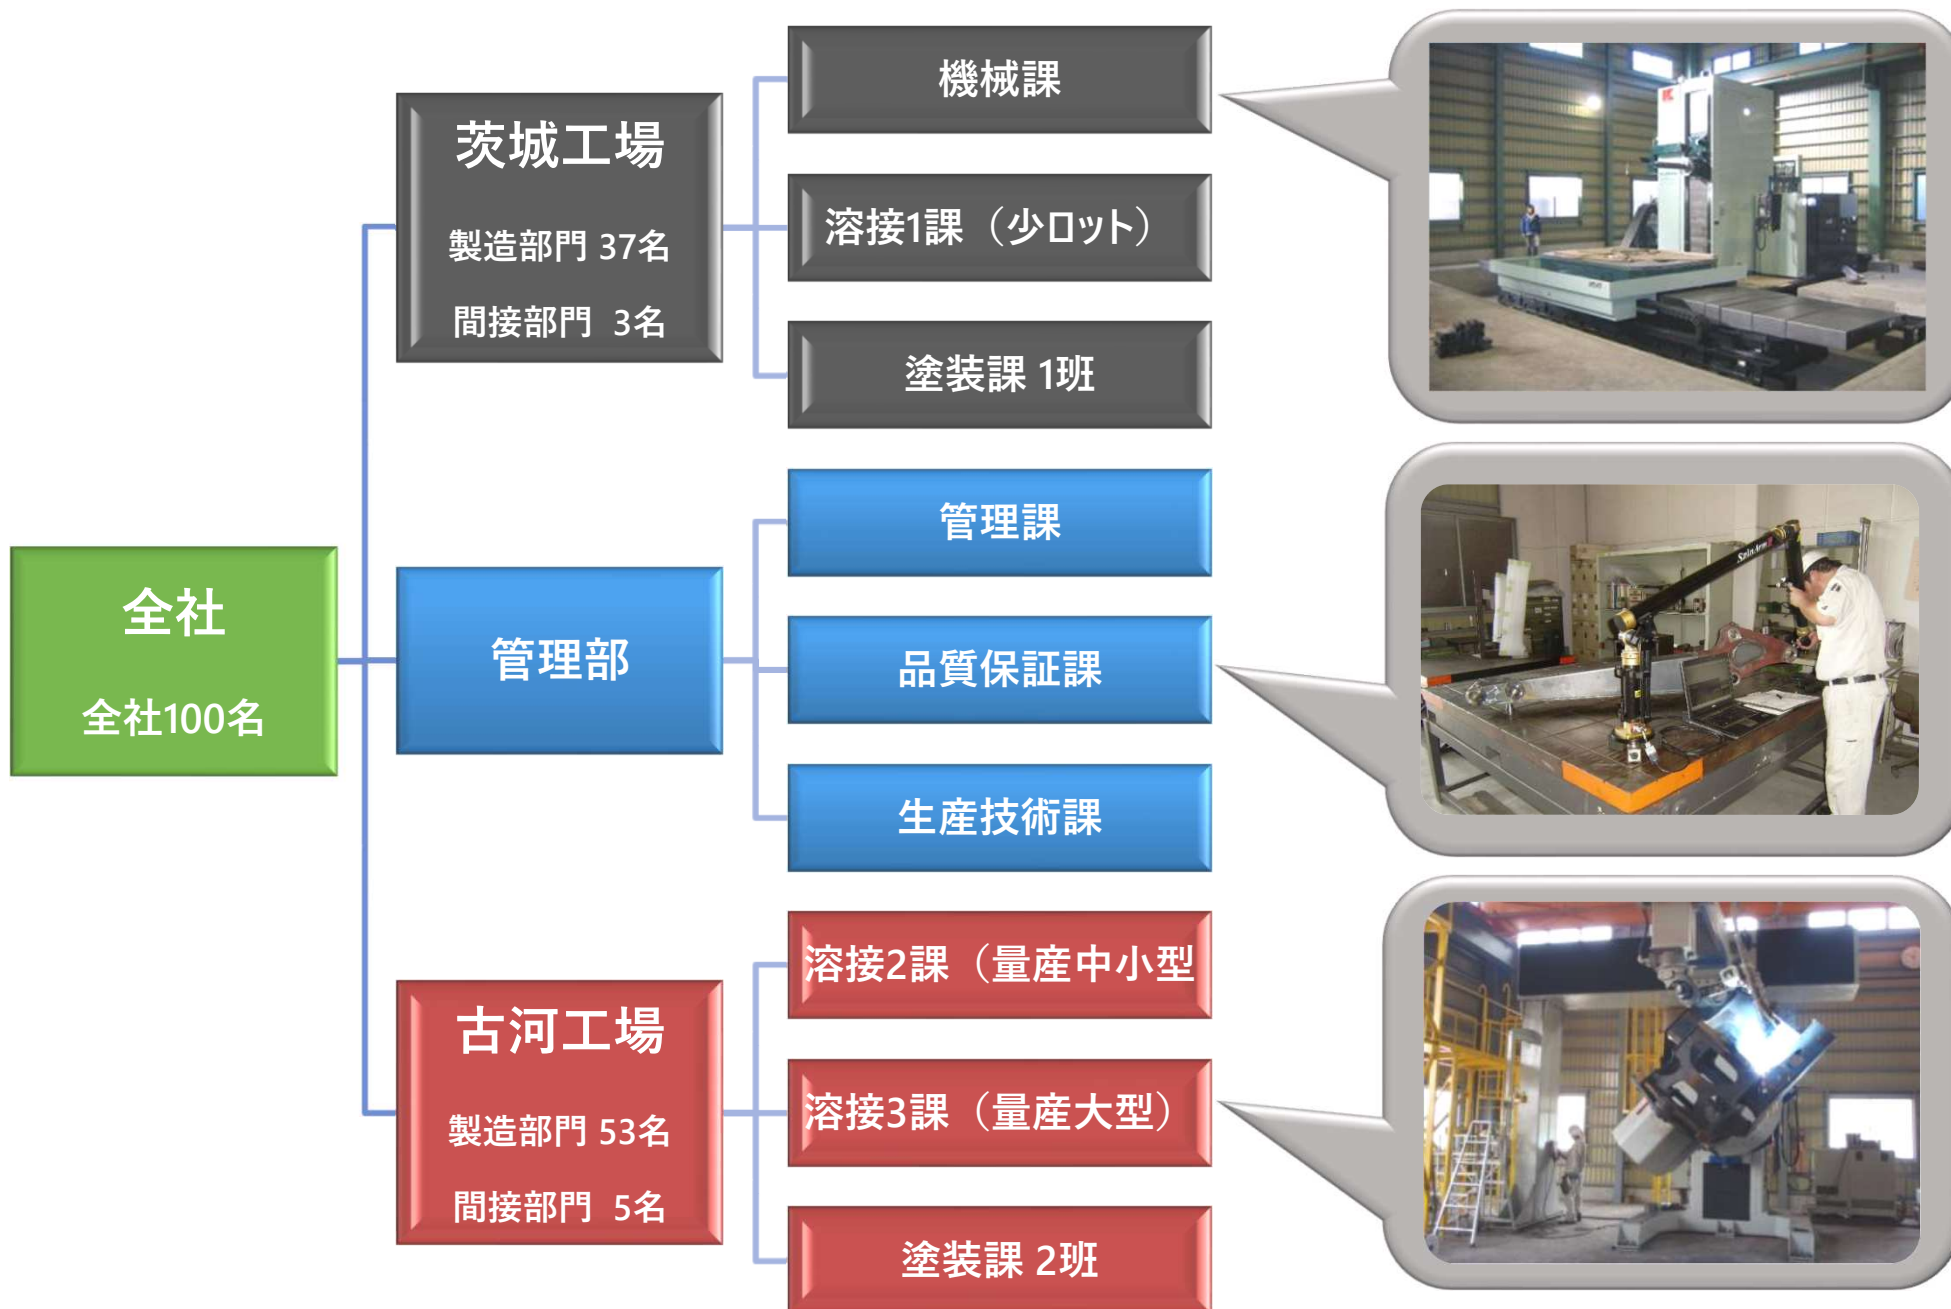 全社
全社100名
茨城工場
製造部門 37名
間接部門 3名
機械課
溶接1課（少ロット）
塗装課 1班
管理部
管理課
品質保証課
生産技術課
古河工場
製造部門 53名
間接部門 5名
溶接2課（量産中小型
溶接3課（量産大型）
塗装課 2班